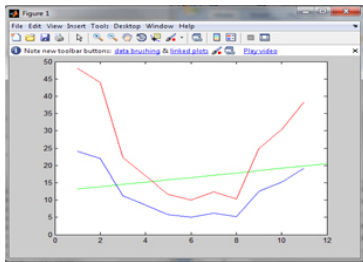 Figure 1
File Edit View Insert Tools Desktop Window Help
Note new toolbar buttons: data brushing & linked plots Play video
50
45
40
35
30
25
20
15
10
5
0
0 2 4 6 8 10 12